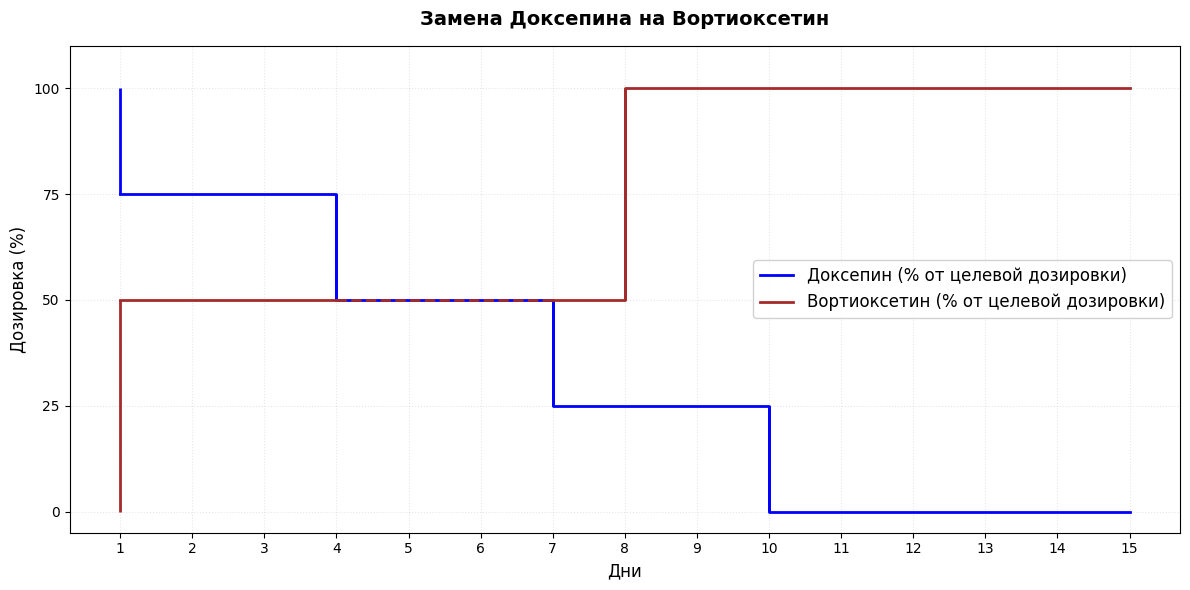 Замена Доксепина на Вортиоксетин
Дозировка (%)
100
75
50
25
0
Доксепин (% от целевой дозировки)
Вортиоксетин (% от целевой дозировки)
1 2 3 4 5 6 7 8 9 10 11 12 13 14 15
Дни